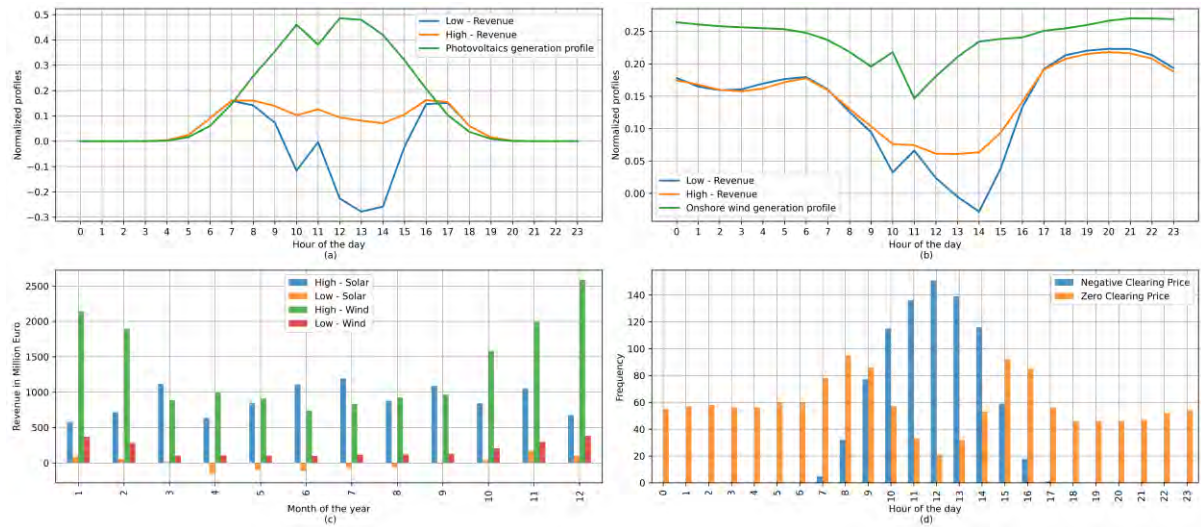 0.5
0.4
0.3
0.2
0.1
0.0
−0.1
−0.2
−0.3
Normalized profiles
Low - Revenue
High - Revenue
Photovoltaics generation profile
0 1 2 3 4 5 6 7 8 9 10 11 12 13 14 15 16 17 18 19 20 21 22 23
Hour of the day
(a)
0.25
0.20
0.15
0.10
0.05
0.00
Normalized profiles
Low - Revenue
High - Revenue
Onshore wind generation profile
0 1 2 3 4 5 6 7 8 9 10 11 12 13 14 15 16 17 18 19 20 21 22 23
Hour of the day
(b)
2500
2000
1500
1000
500
0
Revenue in Million Euro
High - Solar
Low - Solar
High - Wind
Low - Wind
1 2 3 4 5 6 7 8 9 10 11 12
Month of the year
(c)
140
120
100
80
60
40
20
0
Frequency
Negative Clearing Price
Zero Clearing Price
0 1 2 3 4 5 6 7 8 9 10 11 12 13 14 15 16 17 18 19 20 21 22 23
Hour of the day
(d)